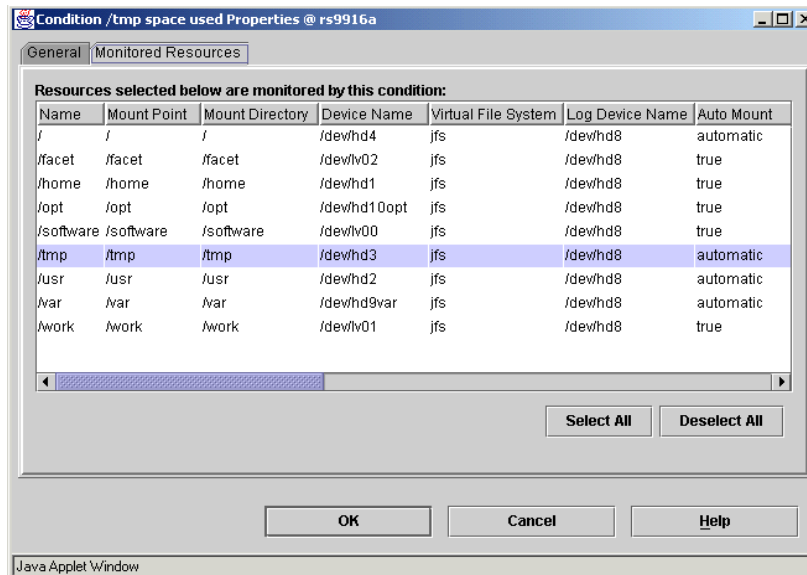 Condition /tmp space used Properties @ rs9916a
General Monitored Resources
Resources selected below are monitored by this condition:
Name Mount Point Mount Directory Device Name Virtual File System Log Device Name Auto Mount
/ / / /dev/hd4 jfs /dev/hd8 automatic
/facet /facet /facet /dev/lv02 jfs /dev/hd8 true
/home /home /home /dev/hd1 jfs /dev/hd8 true
/opt /opt /opt /dev/hd10opt jfs /dev/hd8 true
/software /software /software /dev/lv00 jfs /dev/hd8 true
/tmp /tmp /tmp /dev/hd3 jfs /dev/hd8 automatic
/usr /usr /usr /dev/hd2 jfs /dev/hd8 automatic
/var /var /var /dev/hd9var jfs /dev/hd8 automatic
/work /work /work /dev/lv01 jfs /dev/hd8 true
Select All Deselect All
OK Cancel Help
Java Applet Window